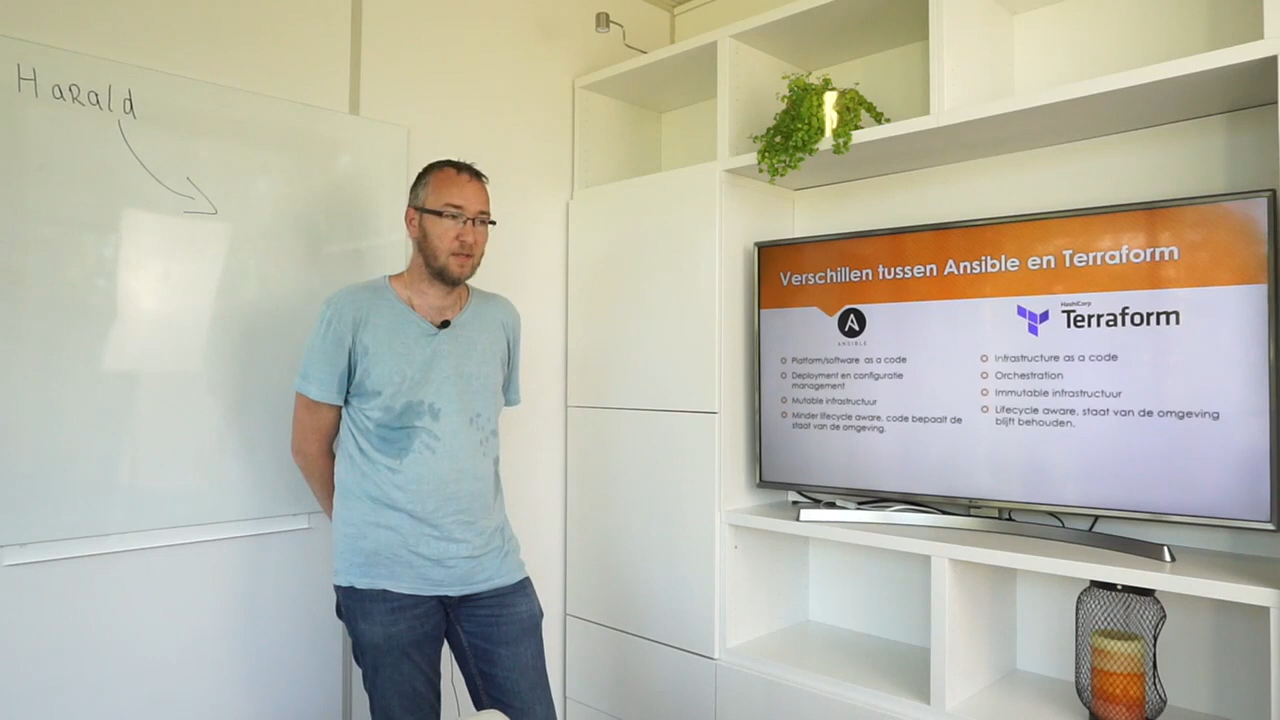 Harald
Verschillen tussen Ansible en Terraform
A
ANSIBLE
Platform/software as a code
Deployment en configuratie
management
Mutable infrastructuur
Minder lifecycle aware, code bepaalt de
staat van de omgeving.
HashiCorp
Terraform
Infrastructure as a code
Orchestration
Immutable infrastructuur
Lifecycle aware, staat van de omgeving
blijft behouden.